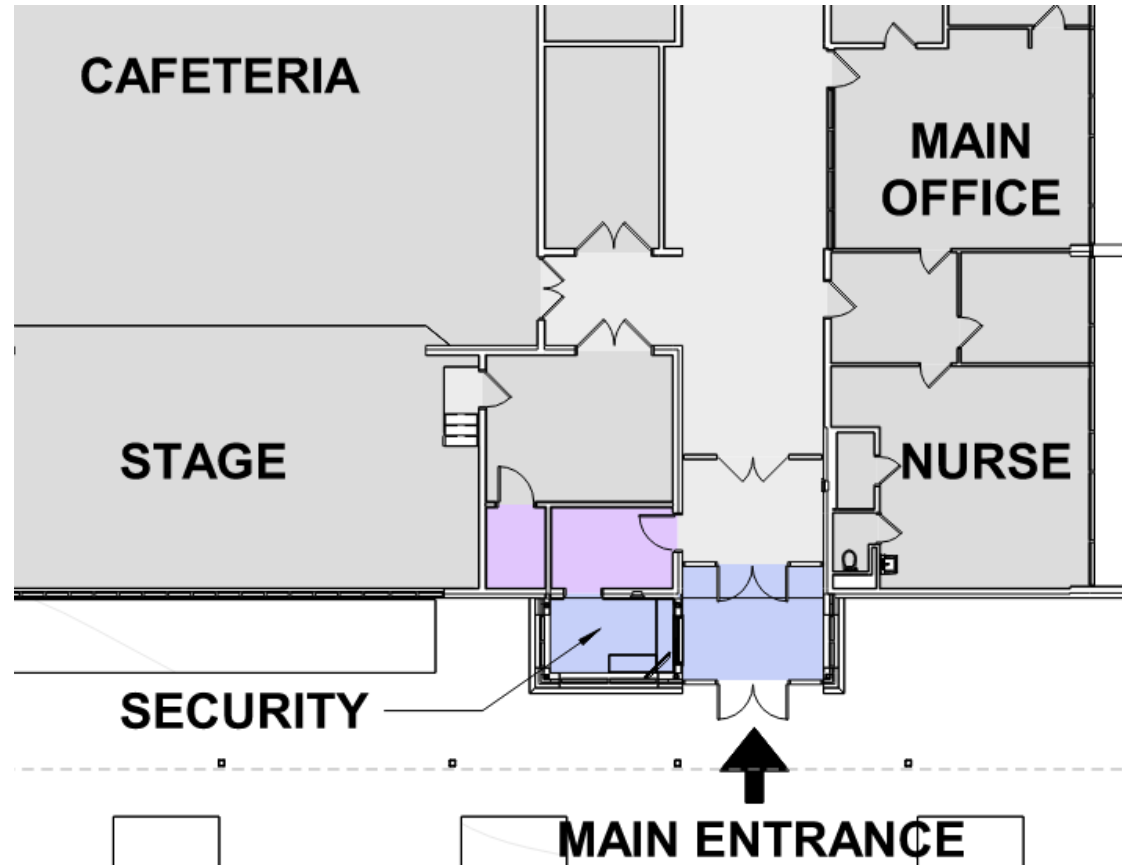 CAFETERIA
MAIN
OFFICE
STAGE
NURSE
SECURITY
MAIN ENTRANCE